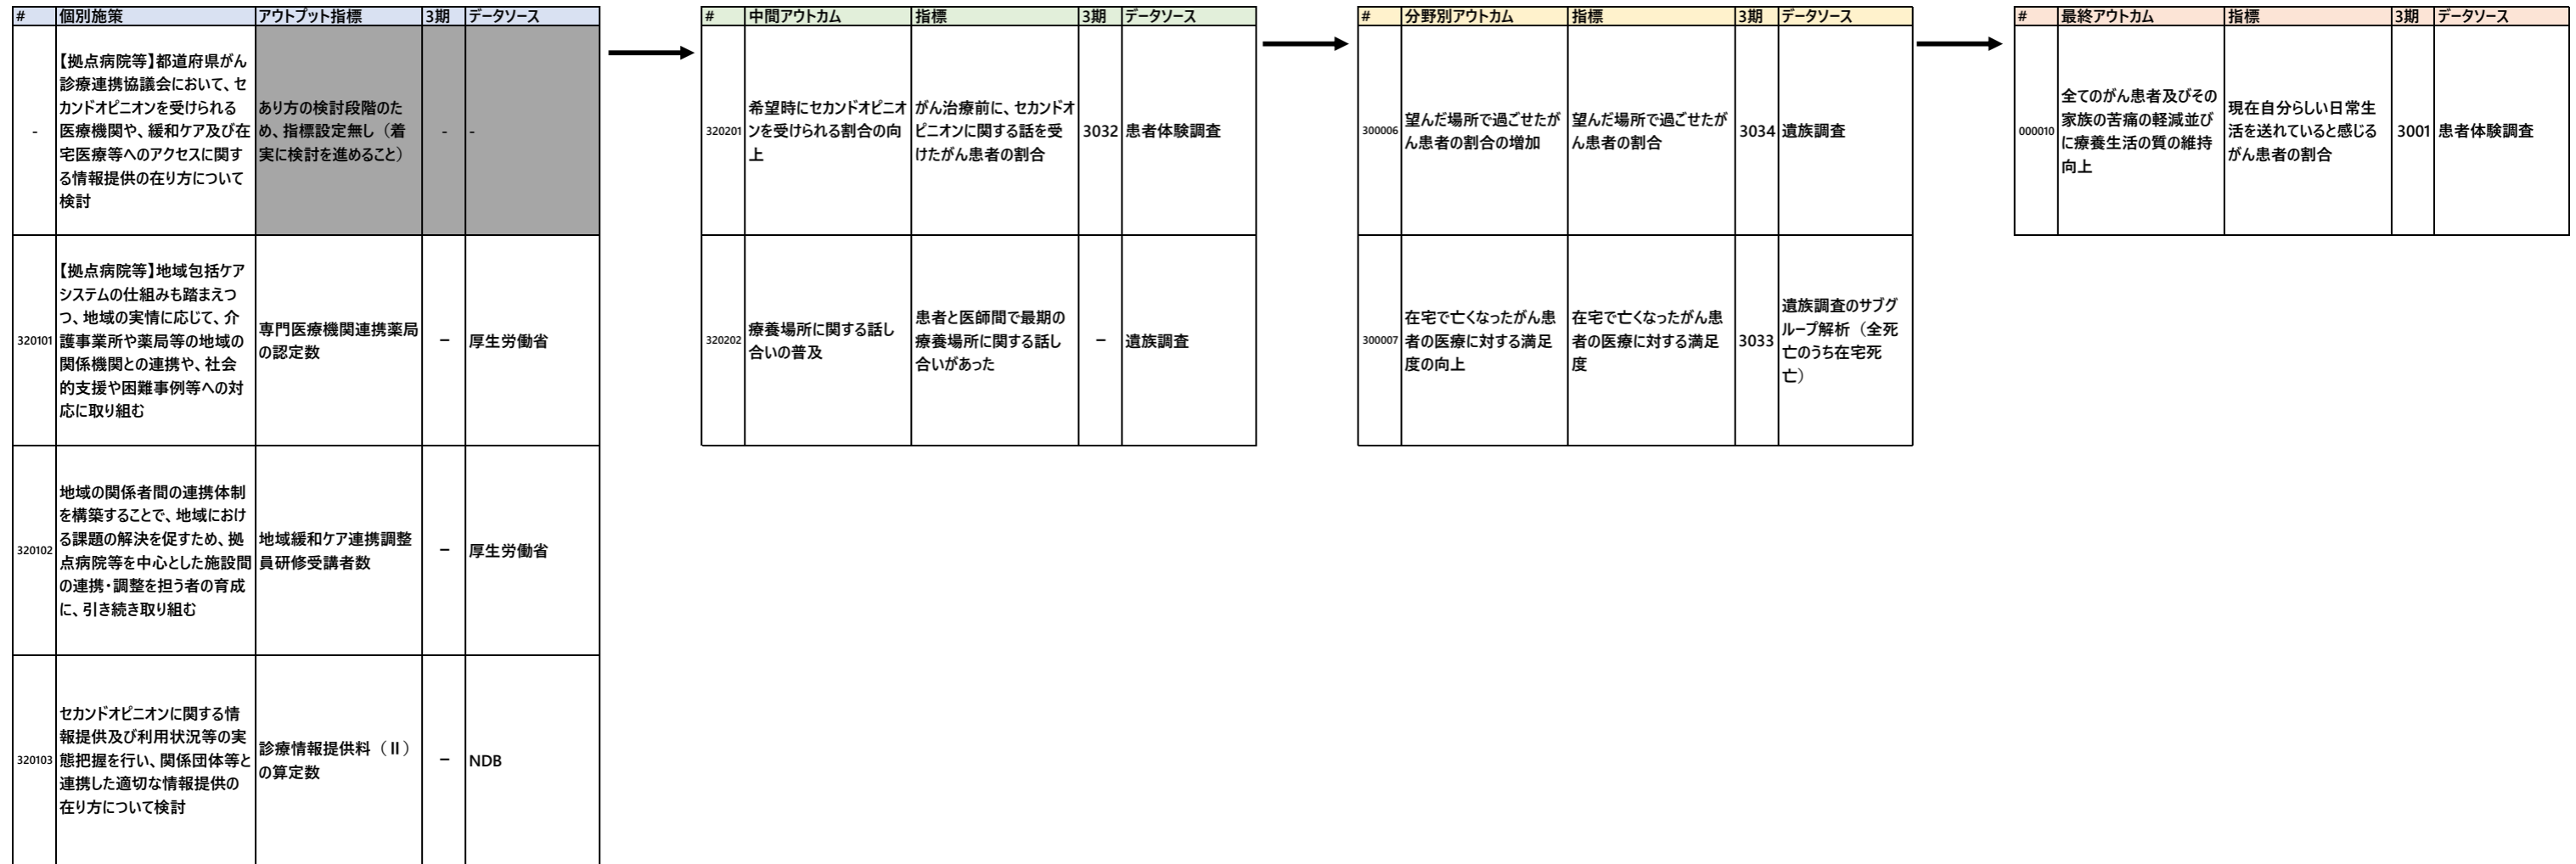 # 個別施策 アウトプット指標 3期 データソース
-
【拠点病院等】都道府県がん
診療連携協議会において、セ
カンドオピニオンを受けられる
医療機関や、緩和ケア及び在
宅医療等へのアクセスに関す
る情報提供の在り方について
検討
あり方の検討段階のた
め、指標設定無し（着
実に検討を進めること）
-
-
320101
【拠点病院等】地域包括ケア
システムの仕組みも踏まえつ
つ、地域の実情に応じて、介
護事業所や薬局等の地域の
関係機関との連携や、社会
的支援や困難事例等への対
応に取り組む
専門医療機関連携薬局
の認定数
－
厚生労働省
320102
地域の関係者間の連携体制
を構築することで、地域におけ
る課題の解決を促すため、拠
点病院等を中心とした施設間
の連携・調整を担う者の育成
に、引き続き取り組む
地域緩和ケア連携調整
員研修受講者数
－
厚生労働省
320103
セカンドオピニオンに関する情
報提供及び利用状況等の実
態把握を行い、関係団体等と
連携した適切な情報提供の
在り方について検討
診療情報提供料（Ⅱ）
の算定数
－
NDB
# 中間アウトカム 指標 3期 データソース
320201
希望時にセカンドオピニオ
ンを受けられる割合の向
上
がん治療前に、セカンドオ
ピニオンに関する話を受
けたがん患者の割合
3032
患者体験調査
320202
療養場所に関する話し
合いの普及
患者と医師間で最期の
療養場所に関する話し
合いがあった
－
遺族調査
# 分野別アウトカム 指標 3期 データソース
300006
望んだ場所で過ごせたが
ん患者の割合の増加
望んだ場所で過ごせたが
ん患者の割合
3034
遺族調査
300007
在宅で亡くなったがん患
者の医療に対する満足
度の向上
在宅で亡くなったがん患
者の医療に対する満足
度
3033
遺族調査のサブグ
ループ解析（全死
亡のうち在宅死
亡）
# 最終アウトカム 指標 3期 データソース
000010
全てのがん患者及びその
家族の苦痛の軽減並び
に療養生活の質の維持
向上
現在自分らしい日常生
活を送れていると感じる
がん患者の割合
3001
患者体験調査